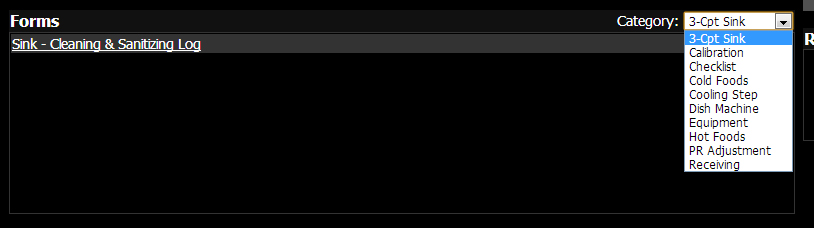 Forms
Category: 3-Cpt Sink
Sink - Cleaning & Sanitizing Log
3-Cpt Sink
Calibration
Checklist
Cold Foods
Cooling Step
Dish Machine
Equipment
Hot Foods
PR Adjustment
Receiving